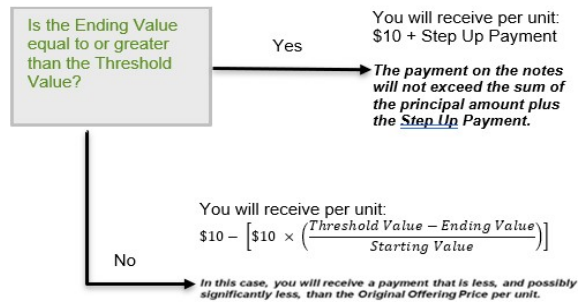 Is the Ending Value
equal to or greater
than the Threshold
Value?
Yes
You will receive per unit:
$10 + Step Up Payment
The payment on the notes
will not exceed the sum of
the principal amount plus
the Step Up Payment.
No
You will receive per unit:
$10 − [$10 × (Threshold Value − Ending Value / Starting Value)]
In this case, you will receive a payment that is less, and possibly
significantly less, than the Original Offering Price per unit.